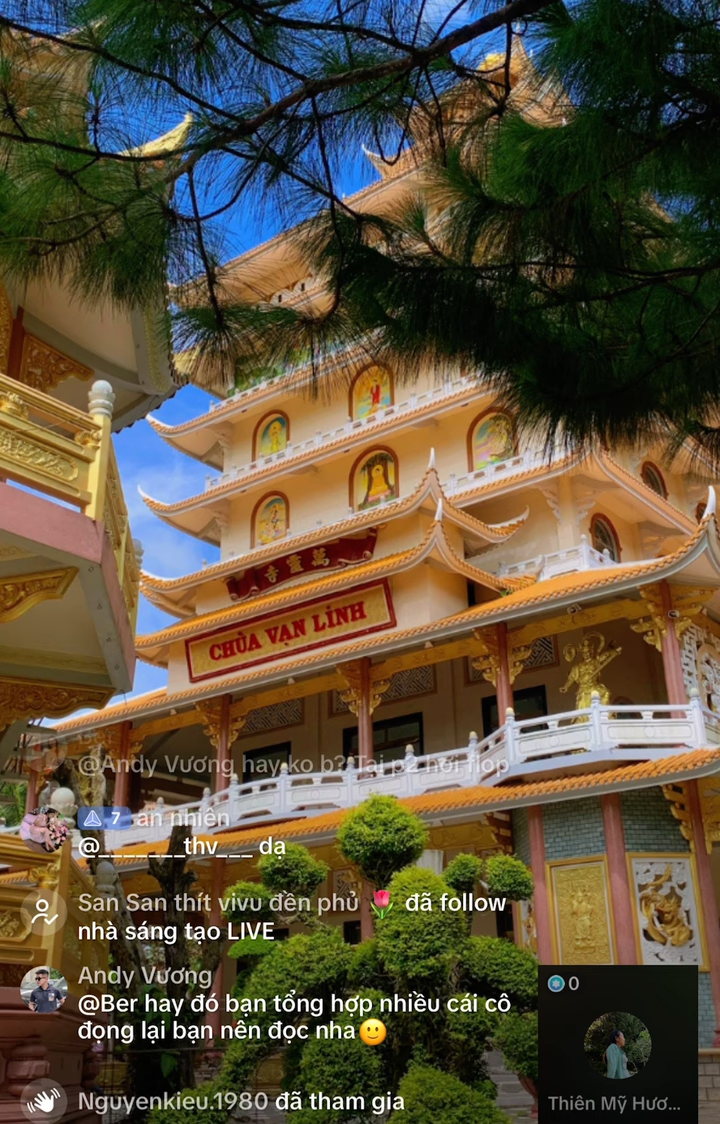 萬靈寺
CHÙA VẠN LINH
@Andy Vương hay ko b? Tại p2 hơi flop
7 an nhiên
@_______thv___ dạ
San San thít vivu đền phủ 🌷 đã follow
nhà sáng tạo LIVE
Andy Vương
@Ber hay đó bạn tổng hợp nhiều cái cô
đọng lại bạn nên đọc nha🙂
0
Thiên Mỹ Hươ...
Nguyenkieu.1980 đã tham gia